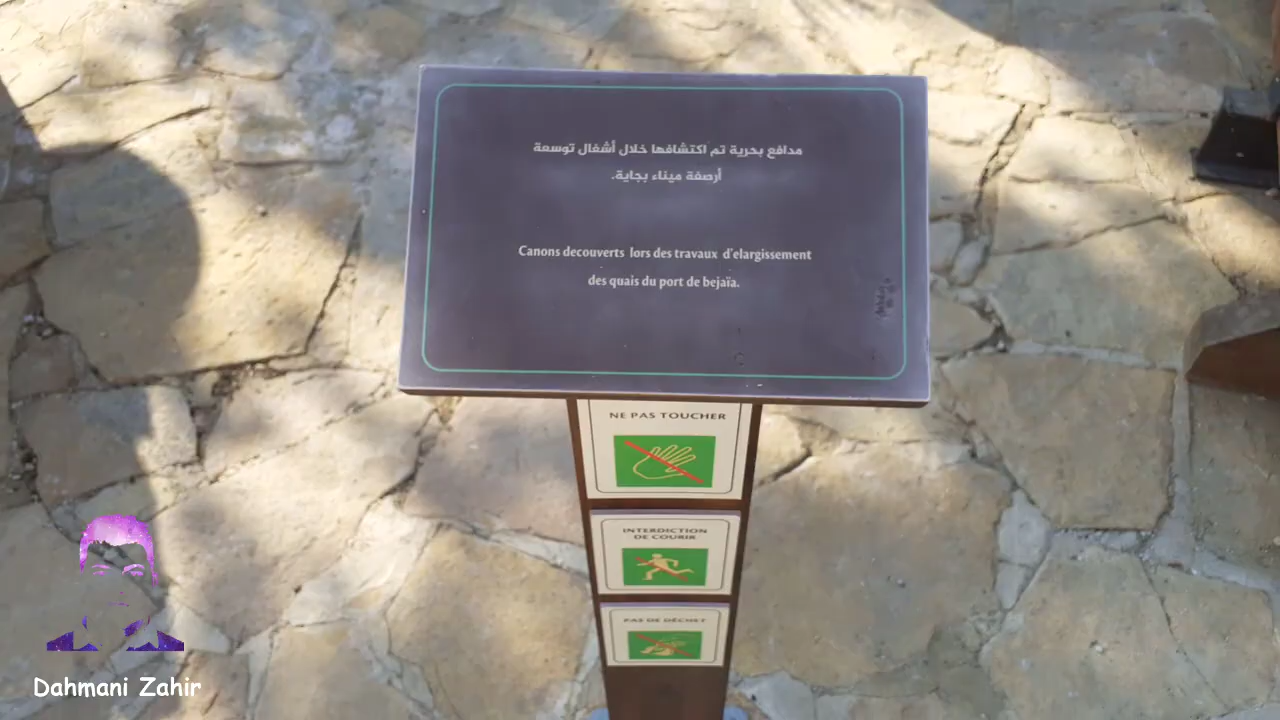 مدافع بحرية تم اكتشافها خلال أشغال توسعة
أرصفة ميناء بجاية.
Canons decouverts lors des travaux d'elargissement
des quais du port de bejaïa.
NE PAS TOUCHER
INTERDICTION
DE COURIR
PAS DE DÉCHET
Dahmani Zahir